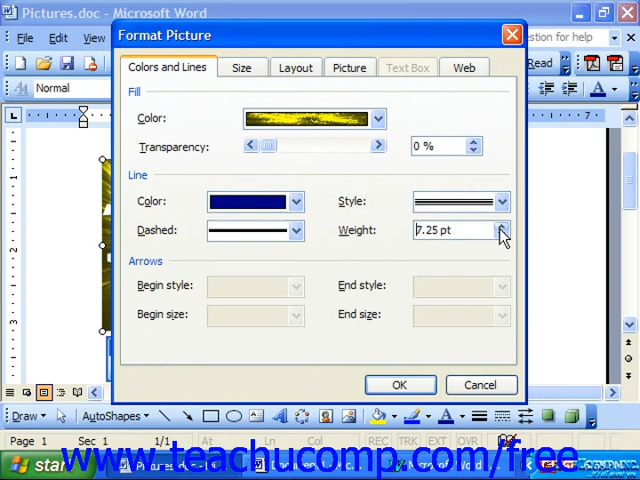 Pictures.doc - Microsoft Word
File Edit View
Format Picture
Colors and Lines Size Layout Picture Text Box Web
Normal
Read
Fill
Color:
Transparency: 0 %
Line
Color: Style:
Dashed: Weight: 7.25 pt
Arrows
Begin style: End style:
Begin size: End size:
OK Cancel
Draw AutoShapes
Page 1 Sec 1 1/1 At Ln Col REC TRK EXT OVR
www.teachucomp.com/free
start